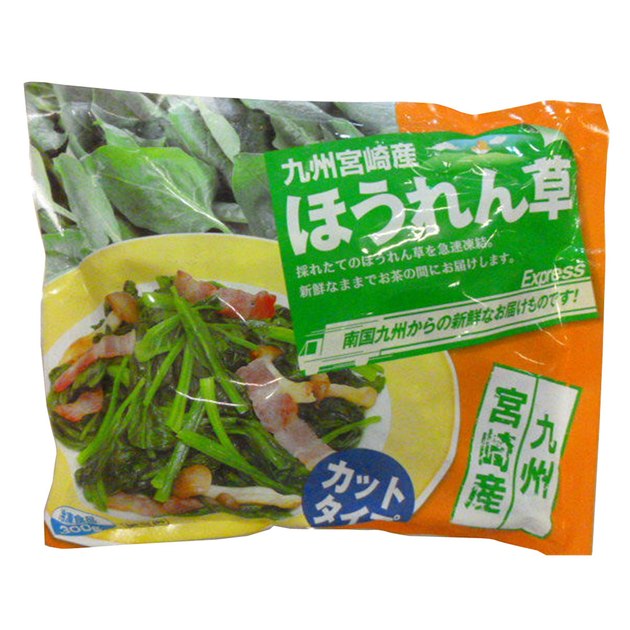 九州宮崎産
ほうれん草
採れたてのほうれん草を急速凍結。
新鮮なままでお茶の間にお届けします。
Express
南国九州からの新鮮なお届けものです!
九州
宮崎産
カット
タイプ
300g